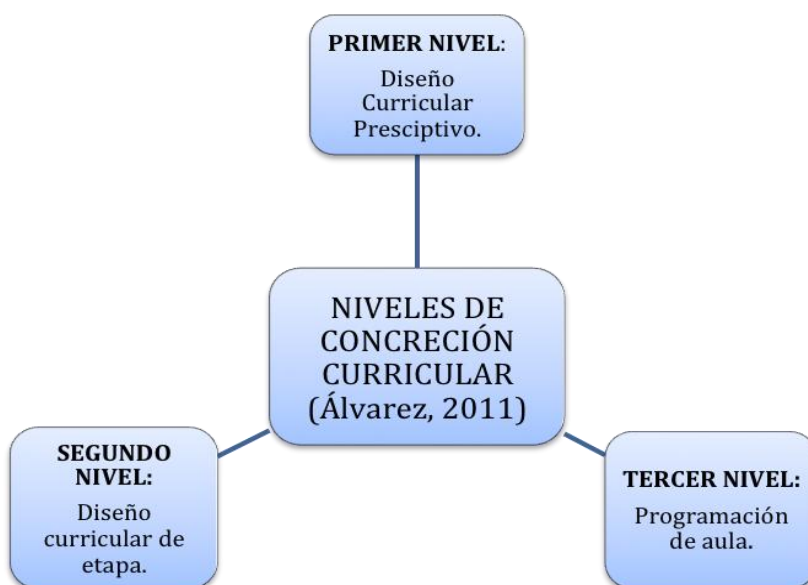 PRIMER NIVEL:
Diseño
Curricular
Presciptivo.
NIVELES DE
CONCRECIÓN
CURRICULAR
(Álvarez, 2011)
SEGUNDO
NIVEL:
Diseño
curricular de
etapa.
TERCER NIVEL:
Programación
de aula.